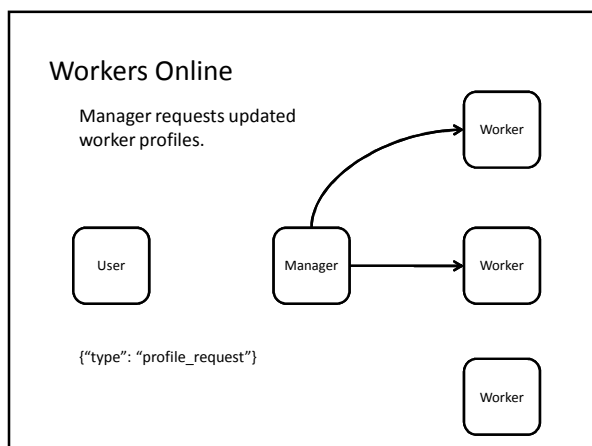 Workers Online
Manager requests updated
worker profiles.
Worker
User
Manager
Worker
{“type”: “profile_request”}
Worker